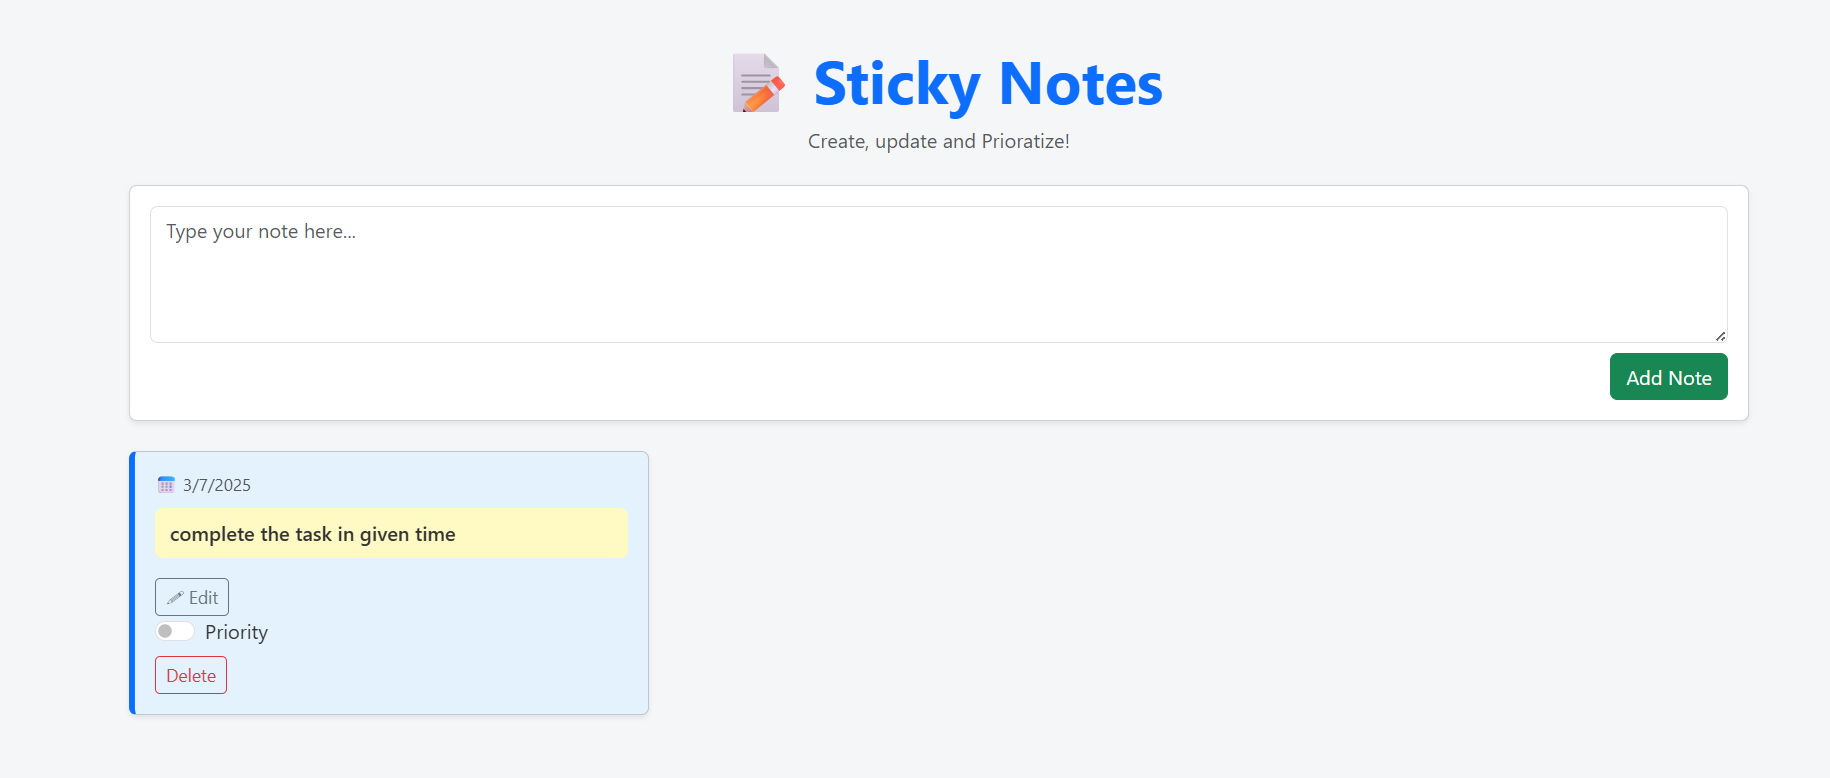 Sticky Notes
Create, update and Prioratize!
Type your note here...
Add Note
3/7/2025
complete the task in given time
Edit
Priority
Delete